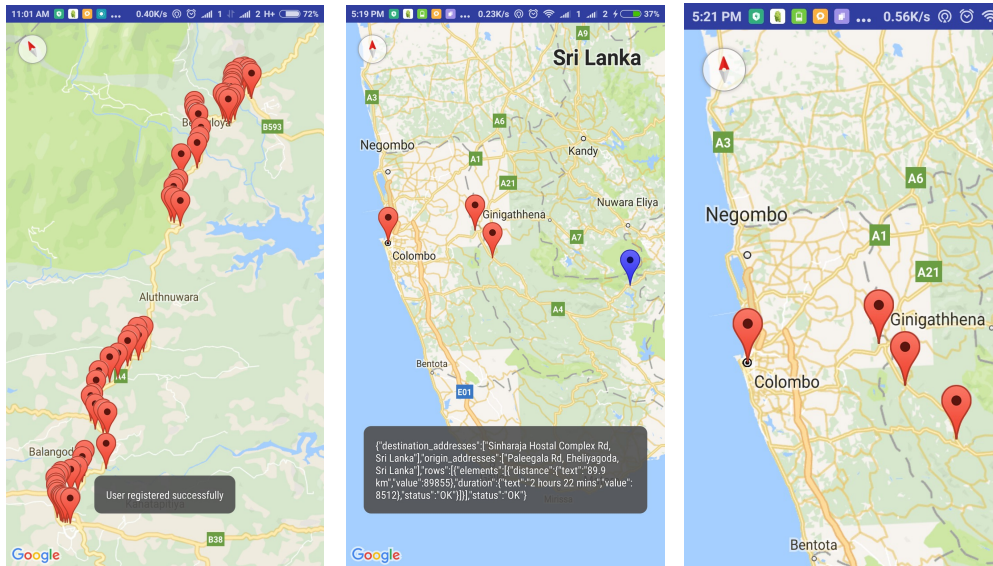 11:01 AM ... 0.40K/s 1 2 H+ 72%
B593
Aluthnuwara
A4
User registered successfully
B38
Google
5:19 PM ... 0.23K/s 1 2 37%
A9
Sri Lanka
A3
A6
Negombo
Kandy
A1
A21
Ginigathhena
Nuwara Eliya
A7
Colombo
A4
Bentota
E01
{"destination_addresses":["Sinharaja Hostal Complex Rd,
Sri Lanka"],"origin_addresses":["Paleegala Rd, Eheliyagoda,
Sri Lanka"],"rows":[{"elements":[{"distance":{"text":"89.9
km","value":89855},"duration":{"text":"2 hours 22 mins","value":
8512},"status":"OK"}]}],"status":"OK"}
Google
5:21 PM ... 0.56K/s
A3
A6
Negombo
A1
A21
Ginigathhena
Colombo
Bentota